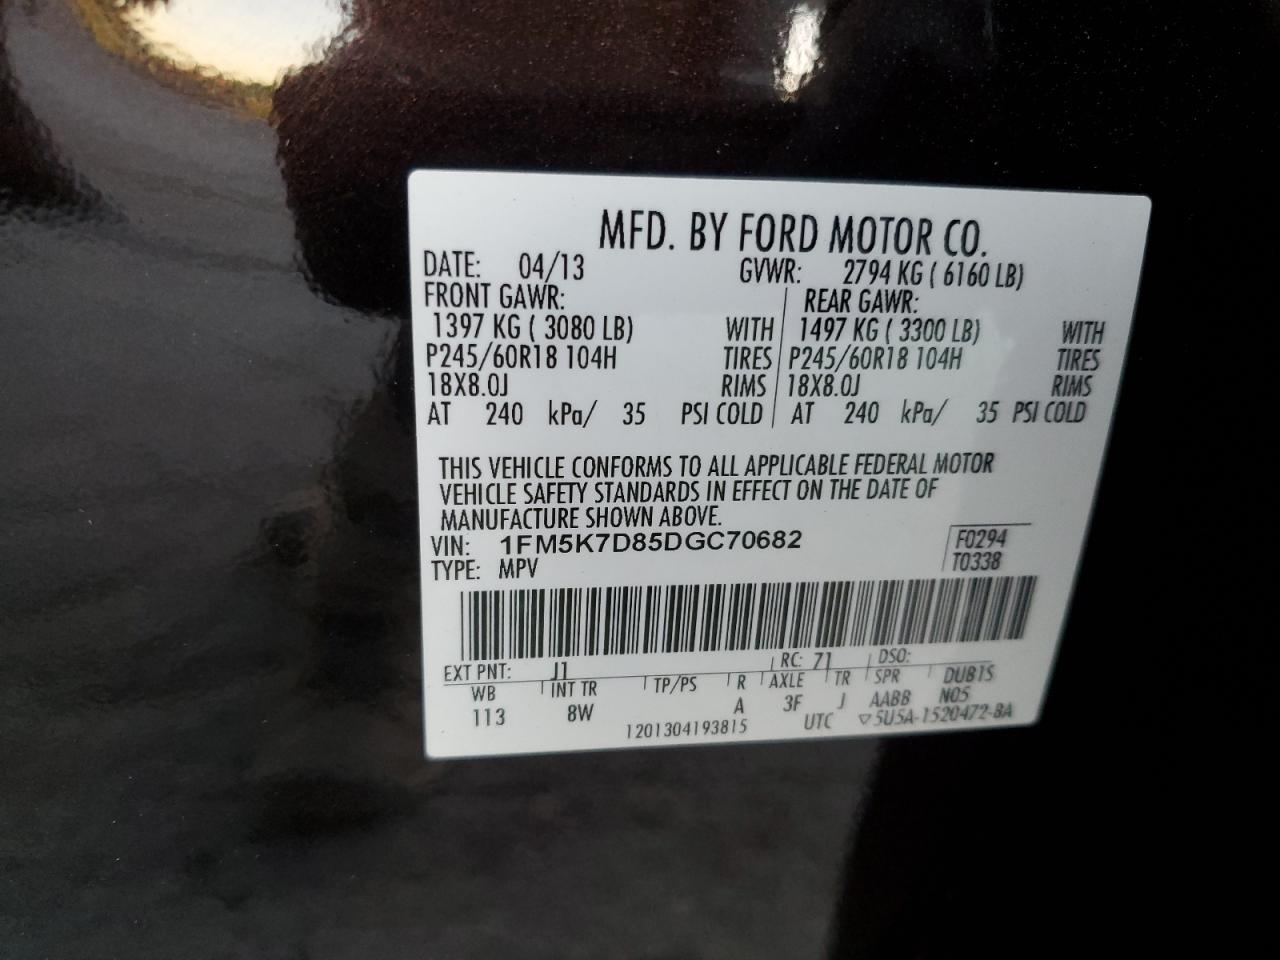 MFD. BY FORD MOTOR CO.
DATE: 04/13 GVWR: 2794 KG ( 6160 LB)
FRONT GAWR: REAR GAWR:
1397 KG ( 3080 LB) WITH 1497 KG ( 3300 LB) WITH
P245/60R18 104H TIRES P245/60R18 104H TIRES
18X8.0J RIMS 18X8.0J RIMS
AT 240 kPa/ 35 PSI COLD AT 240 kPa/ 35 PSI COLD
THIS VEHICLE CONFORMS TO ALL APPLICABLE FEDERAL MOTOR
VEHICLE SAFETY STANDARDS IN EFFECT ON THE DATE OF
MANUFACTURE SHOWN ABOVE.
VIN: 1FM5K7D85DGC70682 F0294
TYPE: MPV T0338
EXT PNT: J1 RC: 71 DSO:
WB INT TR TP/PS R AXLE TR SPR DUB1S
113 8W A 3F J AABB N05
1201304193815 UTC ▽5U5A-1520472-BA